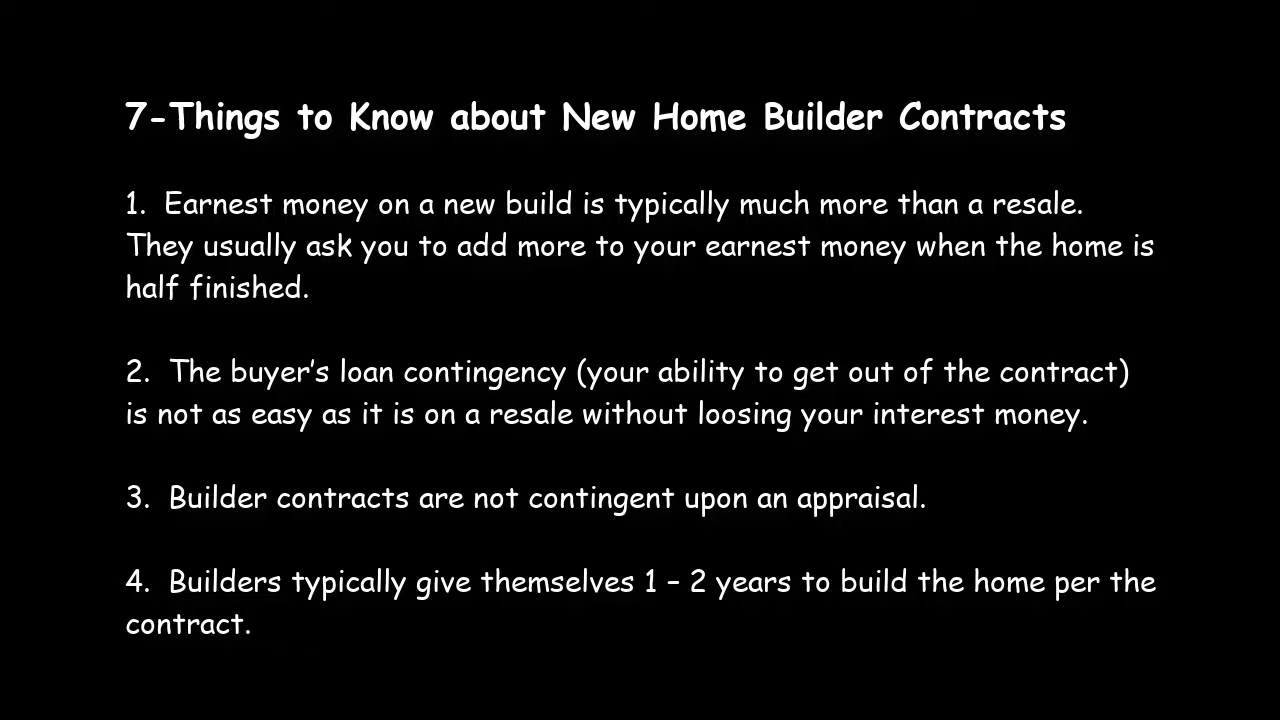 7-Things to Know about New Home Builder Contracts
1. Earnest money on a new build is typically much more than a resale.
They usually ask you to add more to your earnest money when the home is
half finished.
2. The buyer’s loan contingency (your ability to get out of the contract)
is not as easy as it is on a resale without loosing your interest money.
3. Builder contracts are not contingent upon an appraisal.
4. Builders typically give themselves 1 – 2 years to build the home per the
contract.